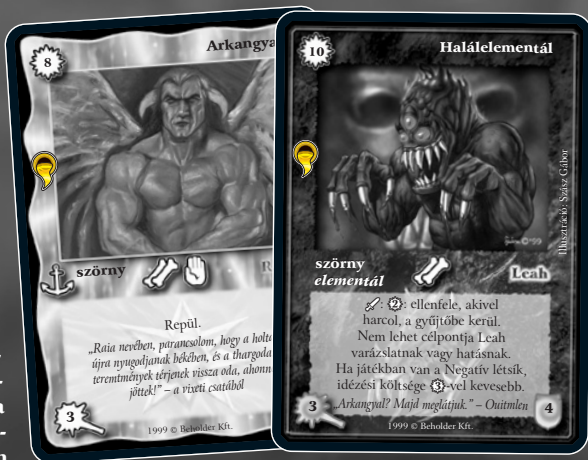 8
Arkangya
szörny
R
Repül.
„Raia nevében, parancsolom, hogy a holta
újra nyugodjanak békében, és a thargoda
teremtmények térjenek vissza oda, ahonn
jöttek!” – a vixeti csatából
3
1999 © Beholder Kft.
10
Halálelementál
Illusztráció: Szász Gábor
szörny
elementál
Leah
: 2: ellenfele, akivel
harcol, a gyűjtőbe kerül.
Nem lehet célpontja Leah
varázslatnak vagy hatásnak.
Ha játékban van a Negatív létsík,
idézési költsége 3-vel kevesebb.
„Arkangyal? Majd meglátjuk.” – Ouitmlen
3
4
1999 © Beholder Kft.